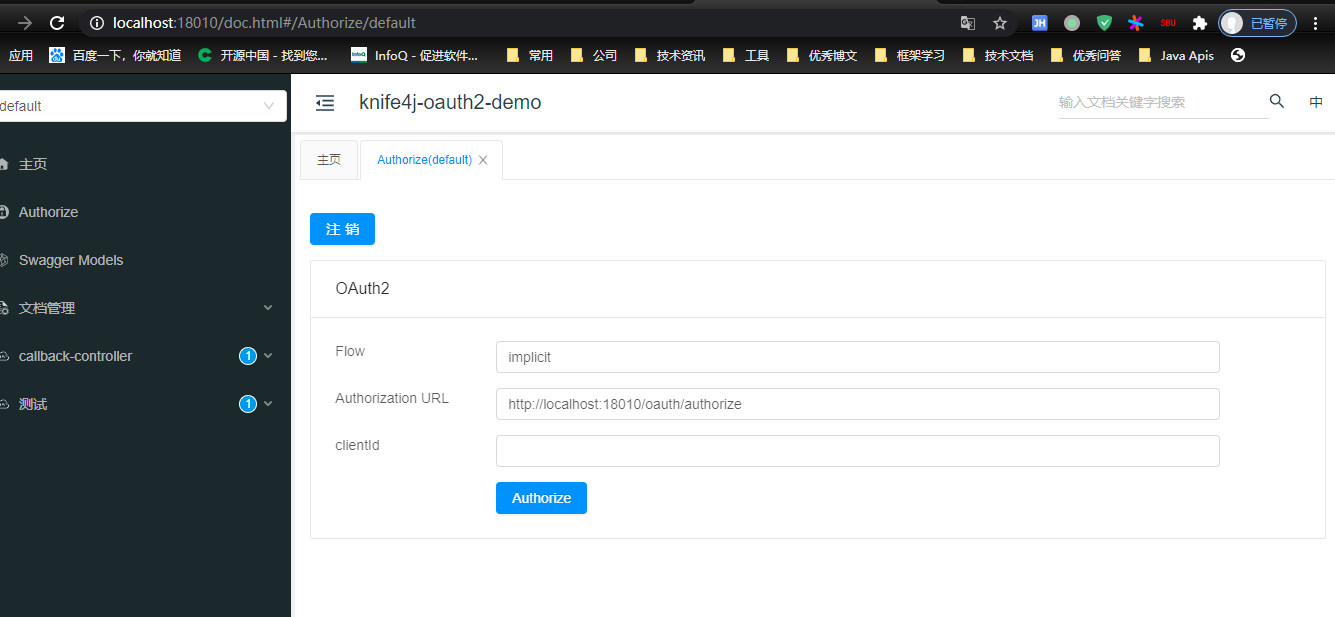 localhost:18010/doc.html#/Authorize/default
JH
SBU
已暂停
应用
百度一下，你就知道
开源中国 - 找到您...
InfoQ - 促进软件...
常用
公司
技术资讯
工具
优秀博文
框架学习
技术文档
优秀问答
Java Apis
default
knife4j-oauth2-demo
输入文档关键字搜索
中
主页
Authorize(default)
主页
Authorize
Swagger Models
文档管理
callback-controller
1
测试
1
注 销
OAuth2
Flow
implicit
Authorization URL
http://localhost:18010/oauth/authorize
clientId
Authorize